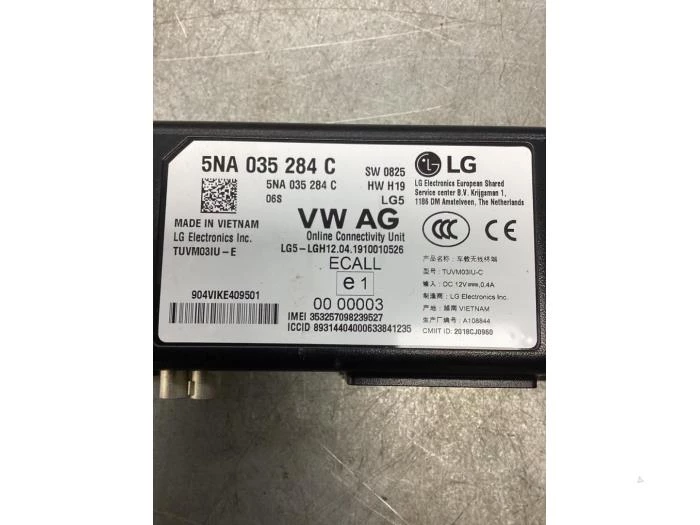 5NA 035 284 C
5NA 035 284 C
06S
SW 0825
HW H19
LG5
MADE IN VIETNAM
LG Electronics Inc.
TUVM03IU-E
VW AG
Online Connectivity Unit
LG5-LGH12.04.1910010526
ECALL
e1
00 00003
904VIKE409501
IMEI 353257098239527
ICCID 89314404000633841235
LG
LG Electronics European Shared
Service center B.V. Krijgsman 1,
1186 DM Amstelveen, The Netherlands
CCC
产品名称: 车载无线终端
型号: TUVM03IU-C
输入: DC 12V, 0.4A
制造商: LG Electronics Inc.
产地: 越南 VIETNAM
生产厂编号: A108844
CMIIT ID: 2018CJ0960